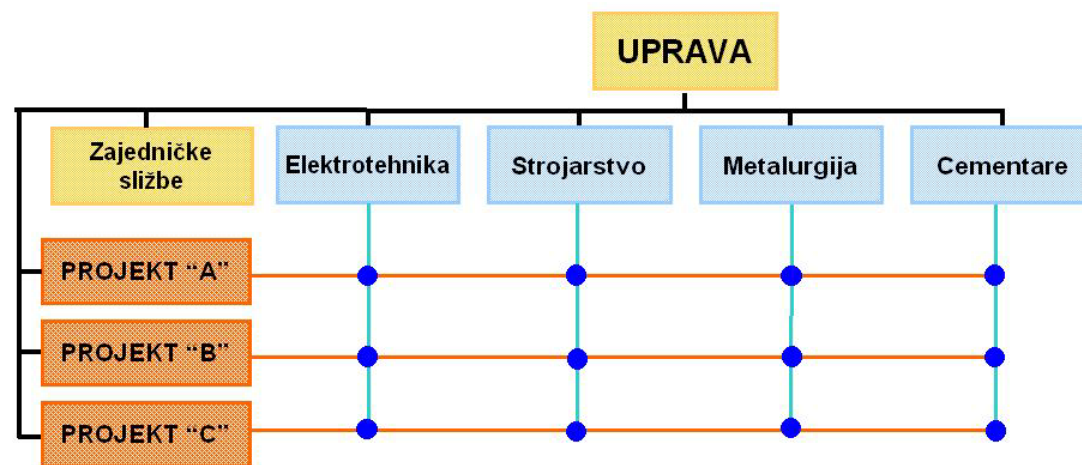 UPRAVA
Zajedničke
sližbe
Elektrotehnika
Strojarstvo
Metalurgija
Cementare
PROJEKT “A”
PROJEKT “B”
PROJEKT “C”